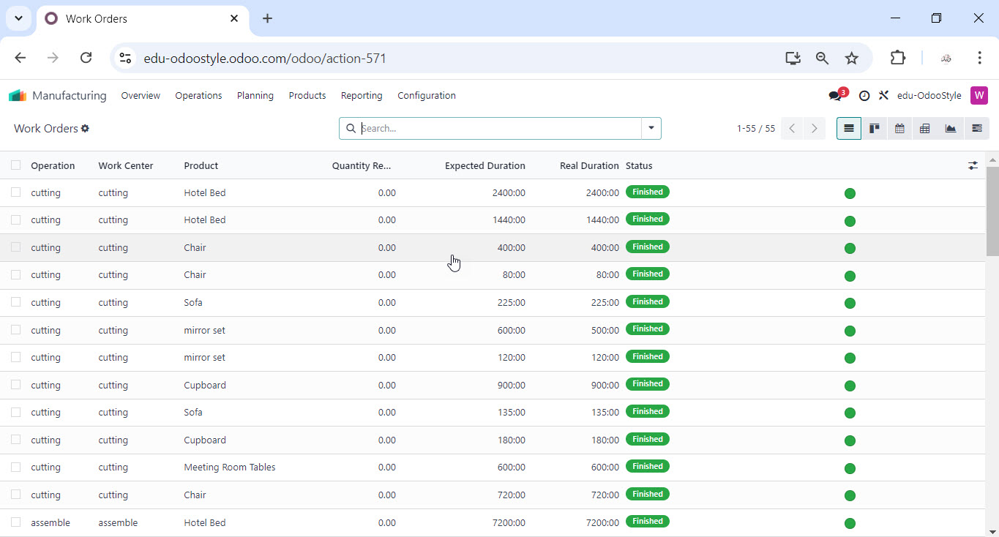 Work Orders
edu-odoostyle.odoo.com/odoo/action-571
Manufacturing Overview Operations Planning Products Reporting Configuration 3 edu-OdooStyle W
Work Orders Search... 1-55 / 55
Operation Work Center Product Quantity Re... Expected Duration Real Duration Status
cutting cutting Hotel Bed 0.00 2400:00 2400:00 Finished
cutting cutting Hotel Bed 0.00 1440:00 1440:00 Finished
cutting cutting Chair 0.00 400:00 400:00 Finished
cutting cutting Chair 0.00 80:00 80:00 Finished
cutting cutting Sofa 0.00 225:00 225:00 Finished
cutting cutting mirror set 0.00 600:00 500:00 Finished
cutting cutting mirror set 0.00 120:00 120:00 Finished
cutting cutting Cupboard 0.00 900:00 900:00 Finished
cutting cutting Sofa 0.00 135:00 135:00 Finished
cutting cutting Cupboard 0.00 180:00 180:00 Finished
cutting cutting Meeting Room Tables 0.00 600:00 600:00 Finished
cutting cutting Chair 0.00 720:00 720:00 Finished
assemble assemble Hotel Bed 0.00 7200:00 7200:00 Finished